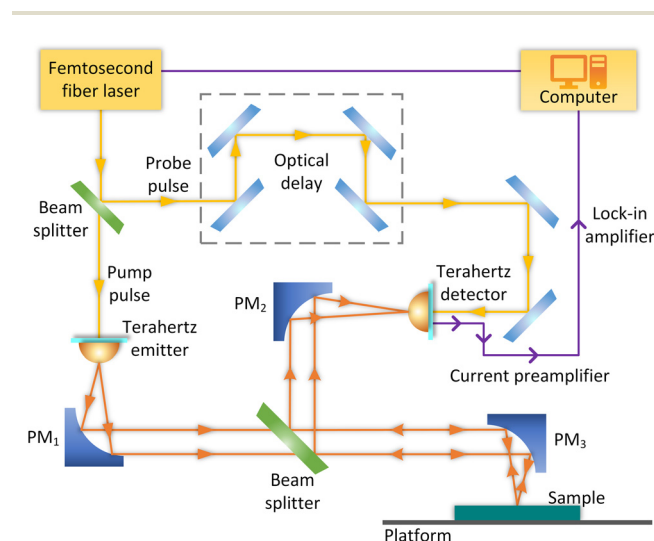 Femtosecond
fiber laser
Computer
Probe
pulse
Optical
delay
Beam
splitter
Lock-in
amplifier
Pump
pulse
Terahertz
detector
PM₂
Terahertz
emitter
Current preamplifier
PM₁
PM₃
Beam
splitter
Sample
Platform